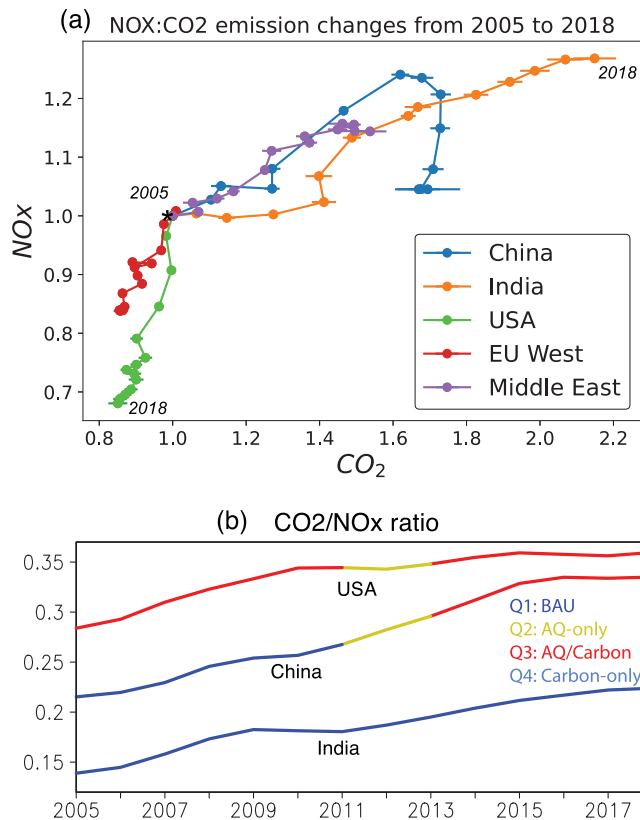 (a) NOX:CO2 emission changes from 2005 to 2018
2018
1.2
1.1
2005
*
1.0
NOx
0.9
0.8
0.7
2018
China
India
USA
EU West
Middle East
0.8 1.0 1.2 1.4 1.6 1.8 2.0 2.2
CO2
(b) CO2/NOx ratio
0.35
USA
0.3
Q1: BAU
Q2: AQ-only
Q3: AQ/Carbon
Q4: Carbon-only
0.25
China
0.2
India
0.15
2005 2007 2009 2011 2013 2015 2017